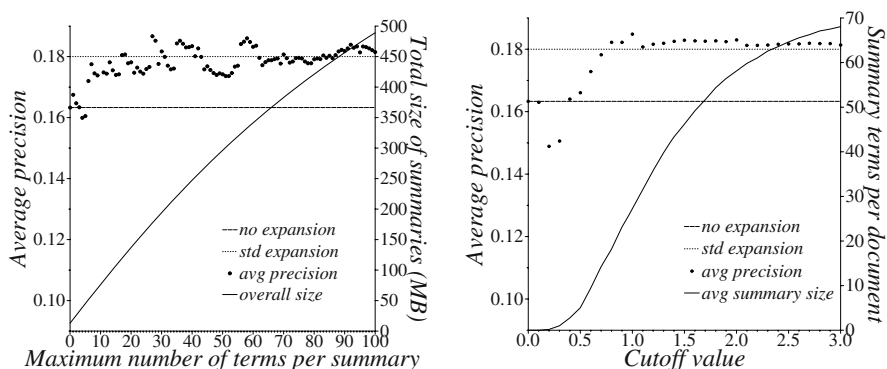 0.18
0.16
0.14
0.12
0.10
Average precision
500
450
400
350
300
250
200
150
100
50
0
Total size of summaries (MB)
no expansion
std expansion
avg precision
overall size
0 10 20 30 40 50 60 70 80 90 100
Maximum number of terms per summary
0.18
0.16
0.14
0.12
0.10
Average precision
70
60
50
40
30
20
10
0
Summary terms per document
no expansion
std expansion
avg precision
avg summary size
0.0 0.5 1.0 1.5 2.0 2.5 3.0
Cutoff value